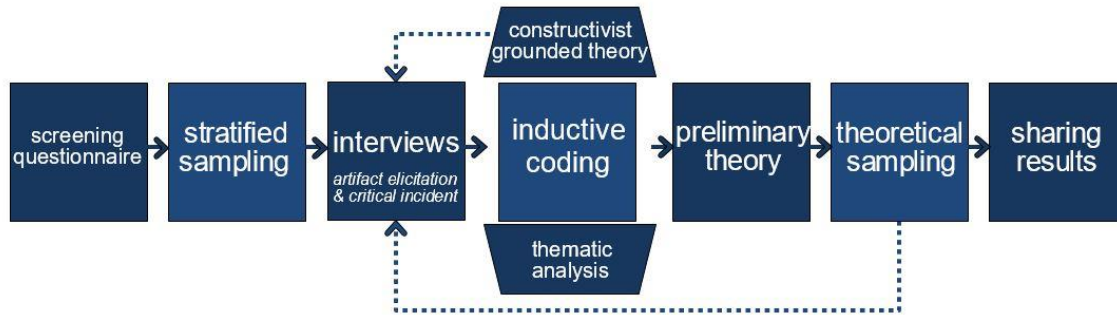 constructivist
grounded theory
screening
questionnaire
stratified
sampling
interviews
artifact elicitation
& critical incident
inductive
coding
preliminary
theory
theoretical
sampling
sharing
results
thematic
analysis